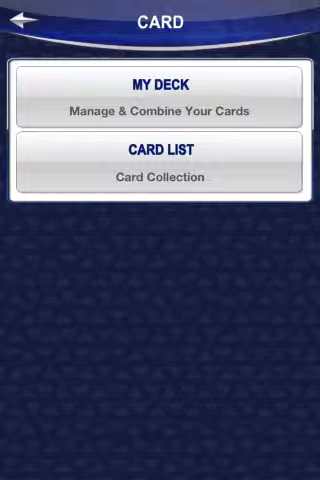 CARD
MY DECK
Manage & Combine Your Cards
CARD LIST
Card Collection